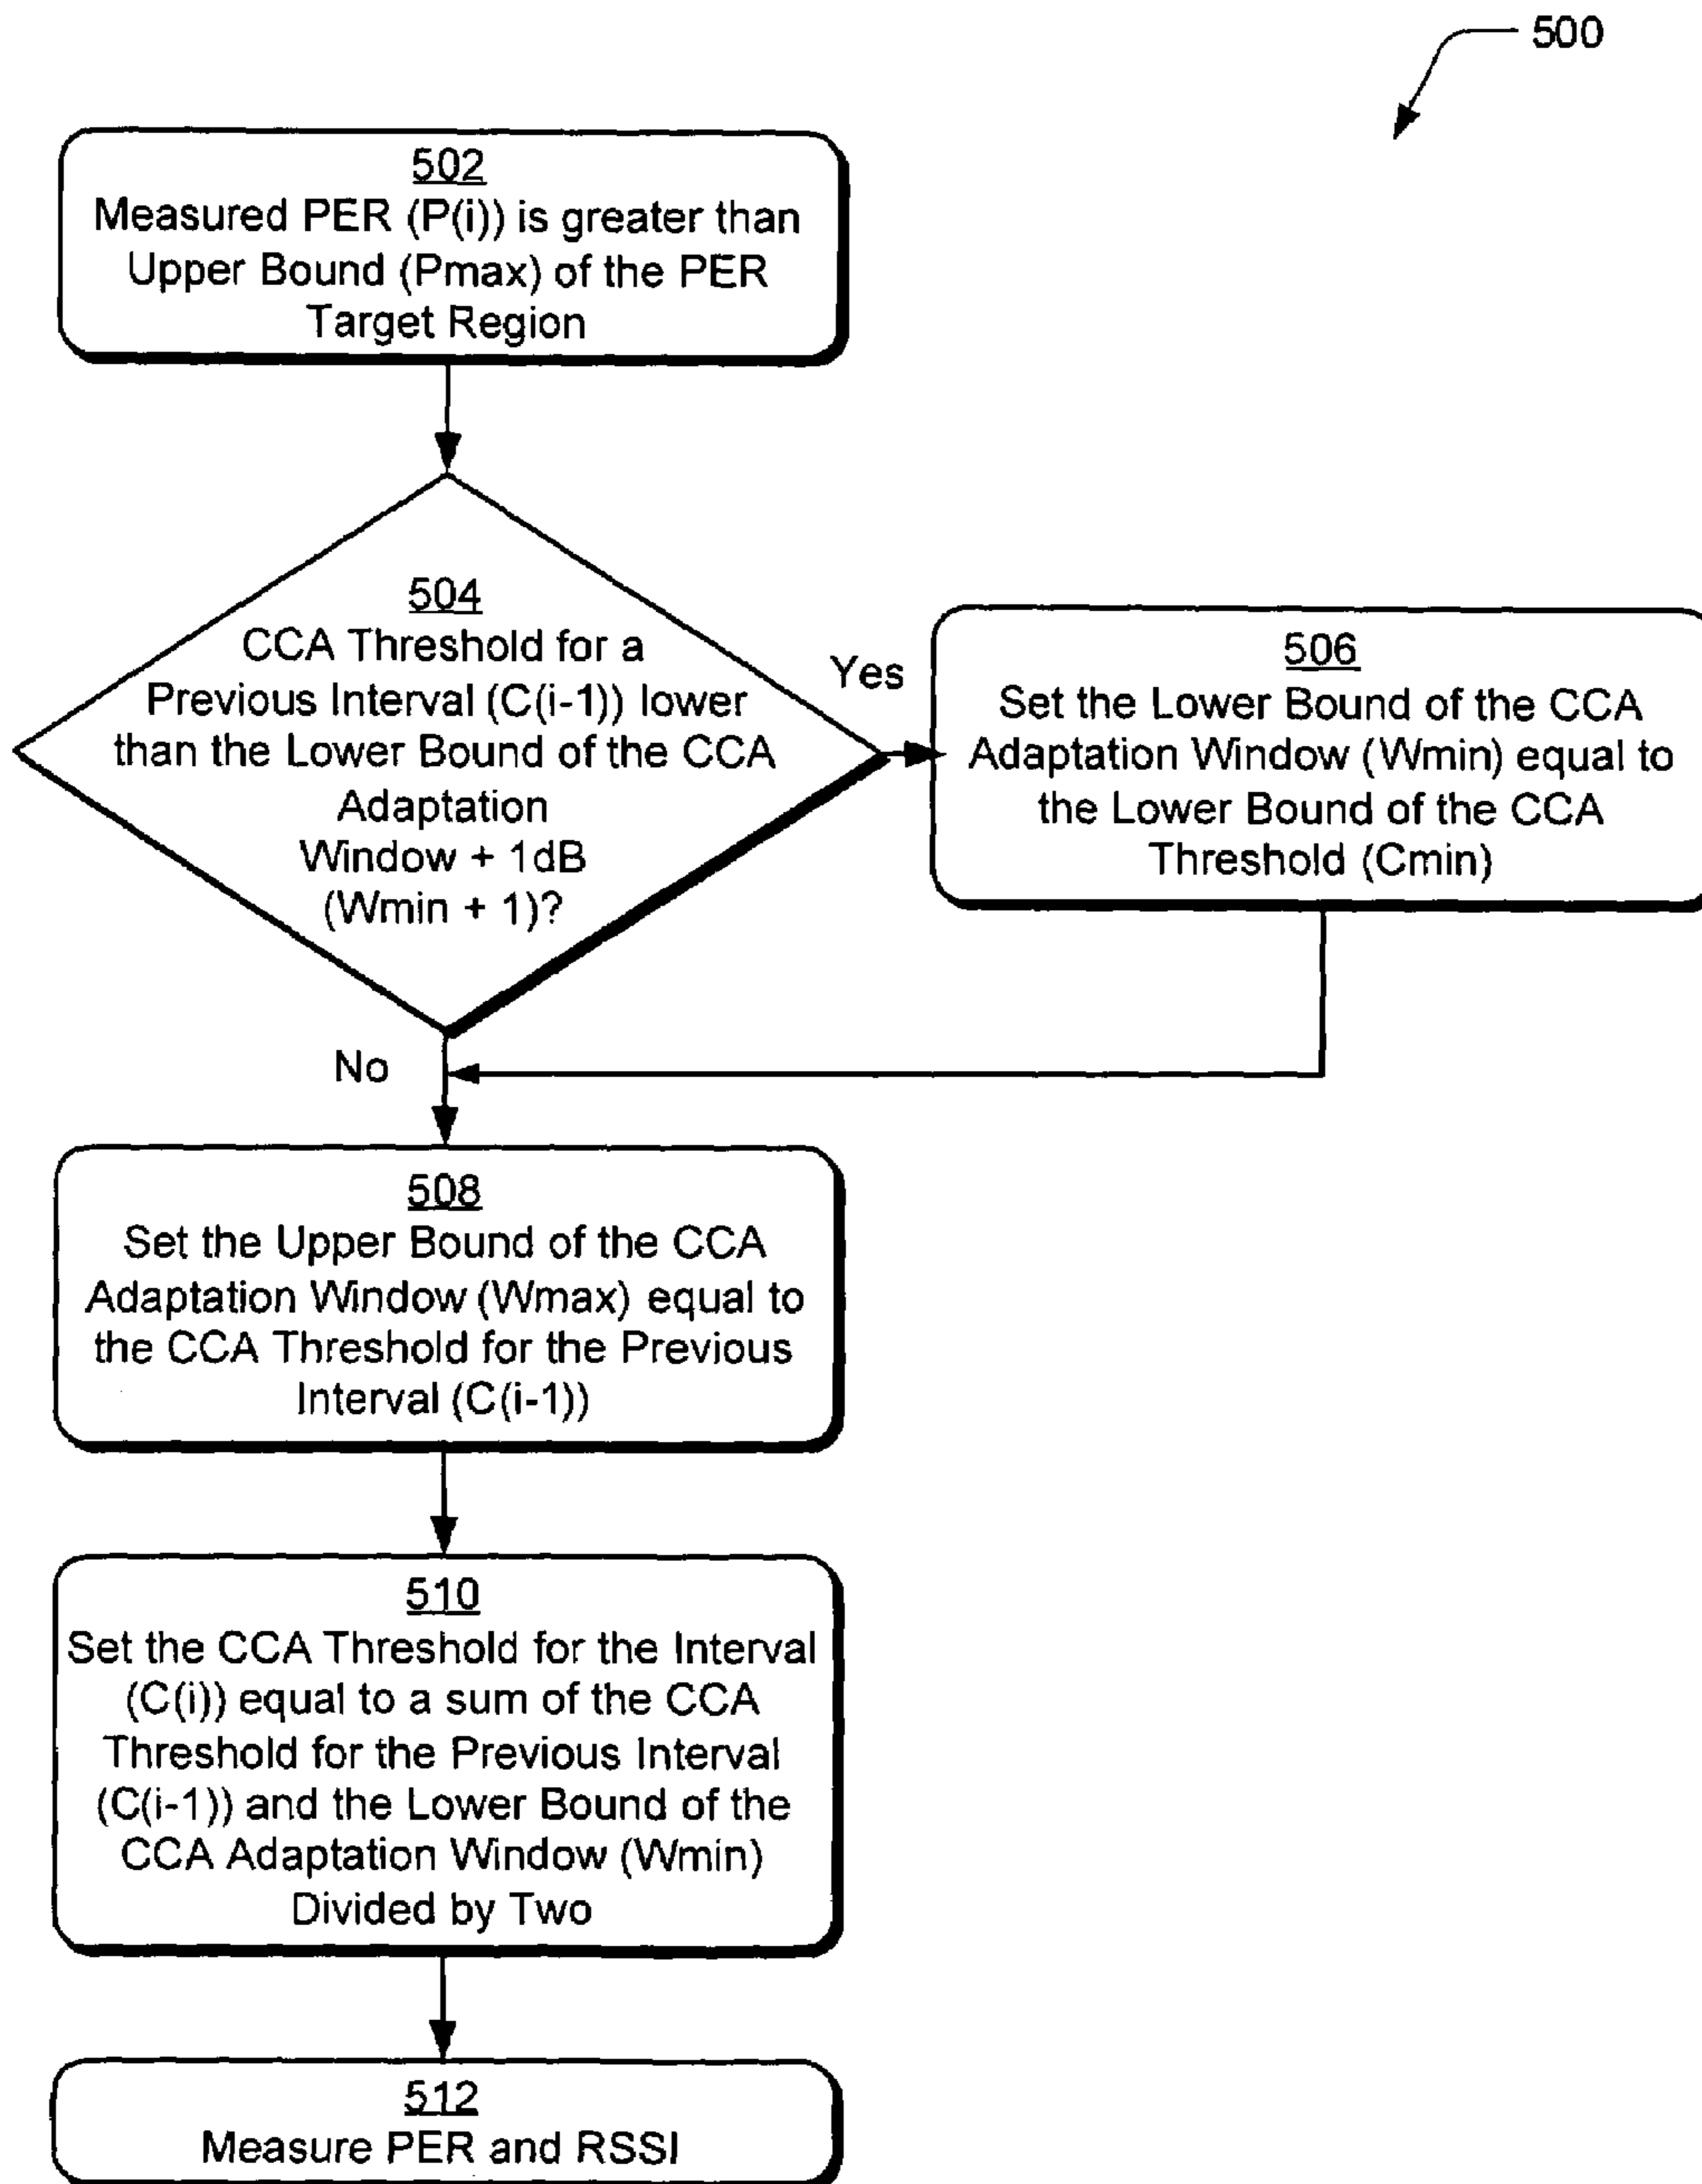 500
502
Measured PER (P(i)) is greater than
Upper Bound (Pmax) of the PER
Target Region
504
CCA Threshold for a
Previous Interval (C(i-1)) lower
than the Lower Bound of the CCA
Adaptation
Window + 1dB
(Wmin + 1)?
Yes
506
Set the Lower Bound of the CCA
Adaptation Window (Wmin) equal to
the Lower Bound of the CCA
Threshold (Cmin)
No
508
Set the Upper Bound of the CCA
Adaptation Window (Wmax) equal to
the CCA Threshold for the Previous
Interval (C(i-1))
510
Set the CCA Threshold for the Interval
(C(i)) equal to a sum of the CCA
Threshold for the Previous Interval
(C(i-1)) and the Lower Bound of the
CCA Adaptation Window (Wmin)
Divided by Two
512
Measure PER and RSSI